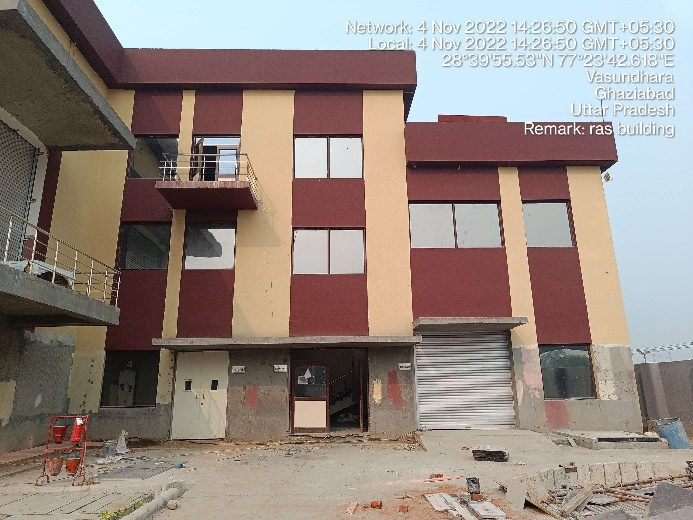 Network: 4 Nov 2022 14:26:50 GMT+05:30
Local: 4 Nov 2022 14:26:50 GMT+05:30
28°39'55.53"N 77°23'42.618"E
Vasundhara
Ghaziabad
Uttar Pradesh
Remark: ras building